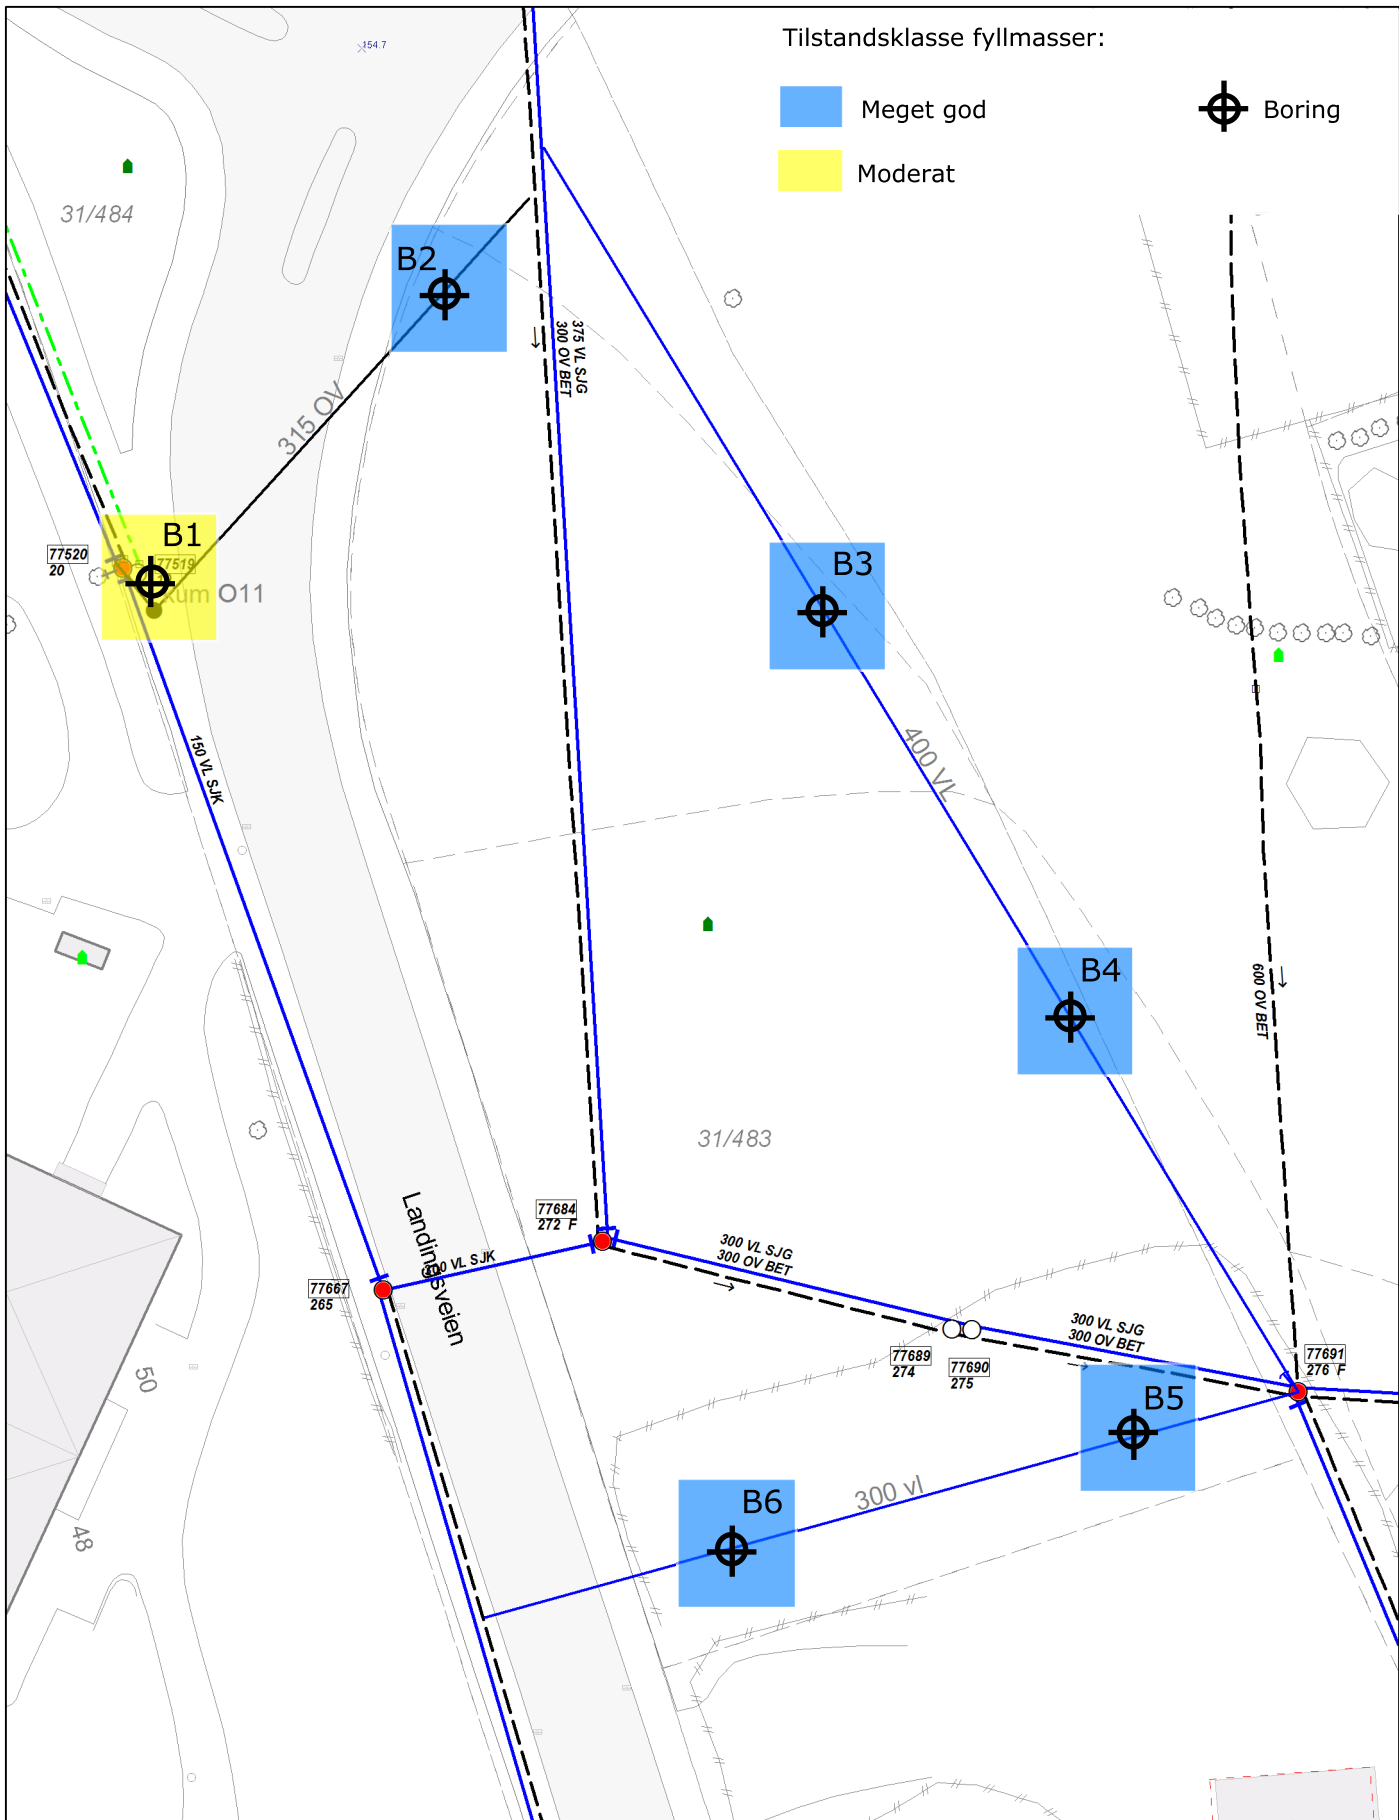 154.7
Tilstandsklasse fyllmasser:
Meget god
Boring
Moderat
31/484
B2
375 VL SJG
300 OV BET
315 OV
B1
77520
20
77519
kum O11
B3
150 VL SJK
400 VL
B4
600 OV BET
31/483
77684
272 F
Landingsveien
300 VL SJK
300 VL SJG
300 OV BET
77667
265
300 VL SJG
300 OV BET
77689
274
77690
275
77691
276 F
50
B5
300 vl
B6
48